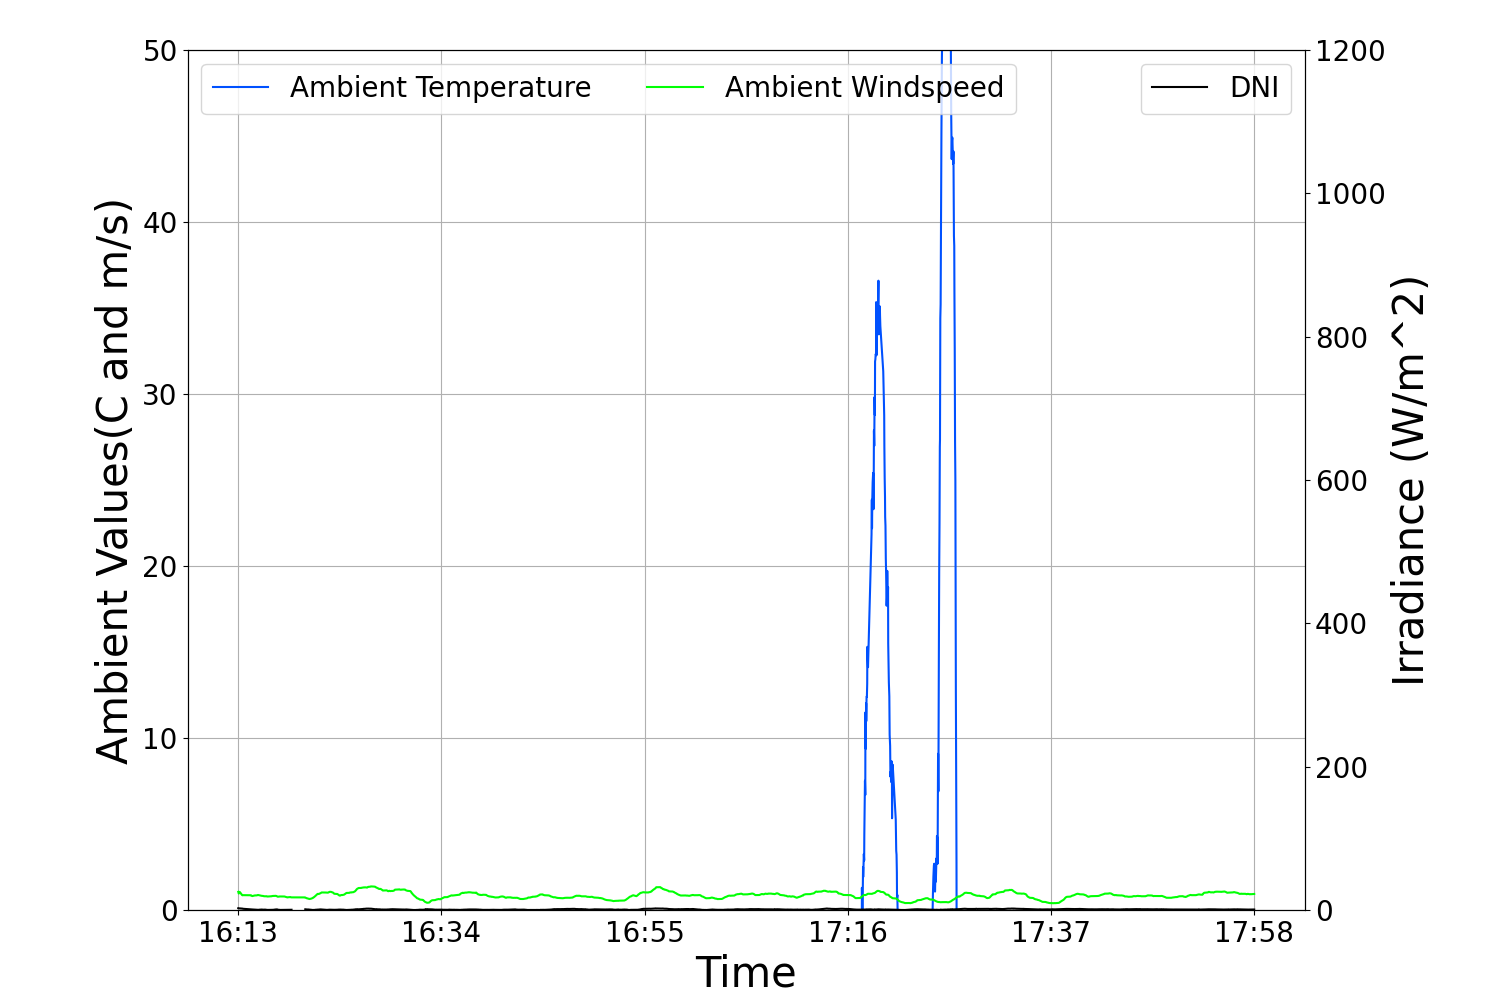 Ambient Temperature Ambient Windspeed DNI
Ambient Values(C and m/s)
50
40
30
20
10
0
1200
1000
800
600
400
200
0
Irradiance (W/m^2)
16:13 16:34 16:55 17:16 17:37 17:58
Time